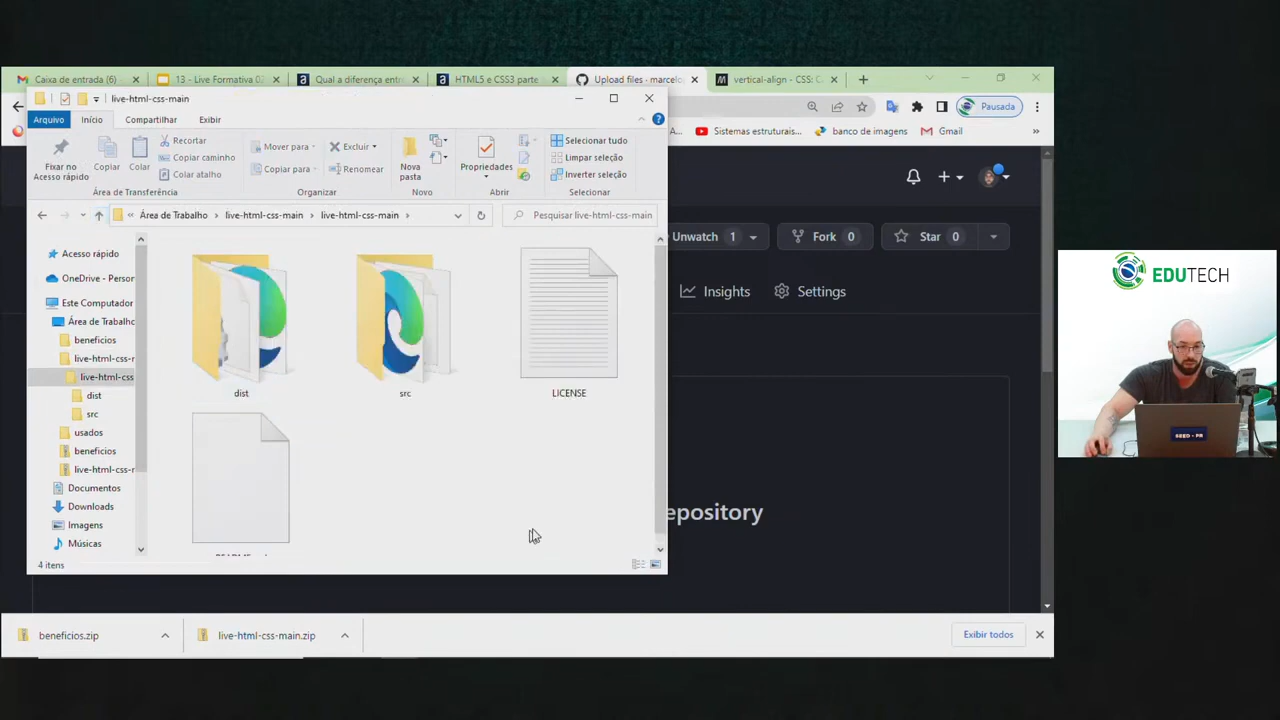 Caixa de entrada (6)
13 - Live Formativa 02
Qual a diferença entre
HTML5 e CSS3 parte
Upload files · marcelo
vertical-align - CSS: C
live-html-css-main
Pausada
Arquivo
Início
Compartilhar
Exibir
A...
Sistemas estruturais...
banco de imagens
Gmail
Fixar no
Acesso rápido
Copiar
Colar
Recortar
Copiar caminho
Colar atalho
Mover para
Copiar para
Excluir
Renomear
Nova
pasta
Propriedades
Selecionar tudo
Limpar seleção
Inverter seleção
Área de Transferência
Organizar
Novo
Abrir
Selecionar
Área de Trabalho
live-html-css-main
live-html-css-main
Pesquisar live-html-css-main
Unwatch 1
Fork 0
Star 0
Insights
Settings
Acesso rápido
OneDrive - Person
Este Computador
Área de Trabalho
beneficios
live-html-css-r
live-html-css
dist
src
usados
beneficios
live-html-css-r
Documentos
Downloads
Imagens
Músicas
dist
src
LICENSE
4 itens
epository
beneficios.zip
live-html-css-main.zip
Exibir todos
EDUTECH
SEED - PR